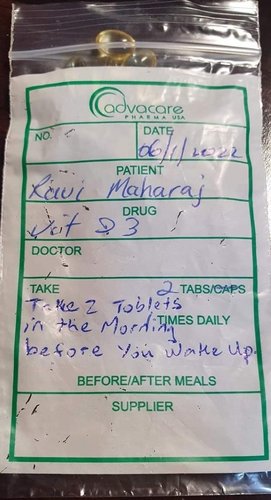 advacare
PHARMA USA
NO.
DATE
06/1/2022
PATIENT
Ravi Maharaj
DRUG
Vit D3
DOCTOR
TAKE 2 TABS/CAPS
Take 2 Tablets
in the Morning TIMES DAILY
before You Wake Up.
BEFORE/AFTER MEALS
SUPPLIER